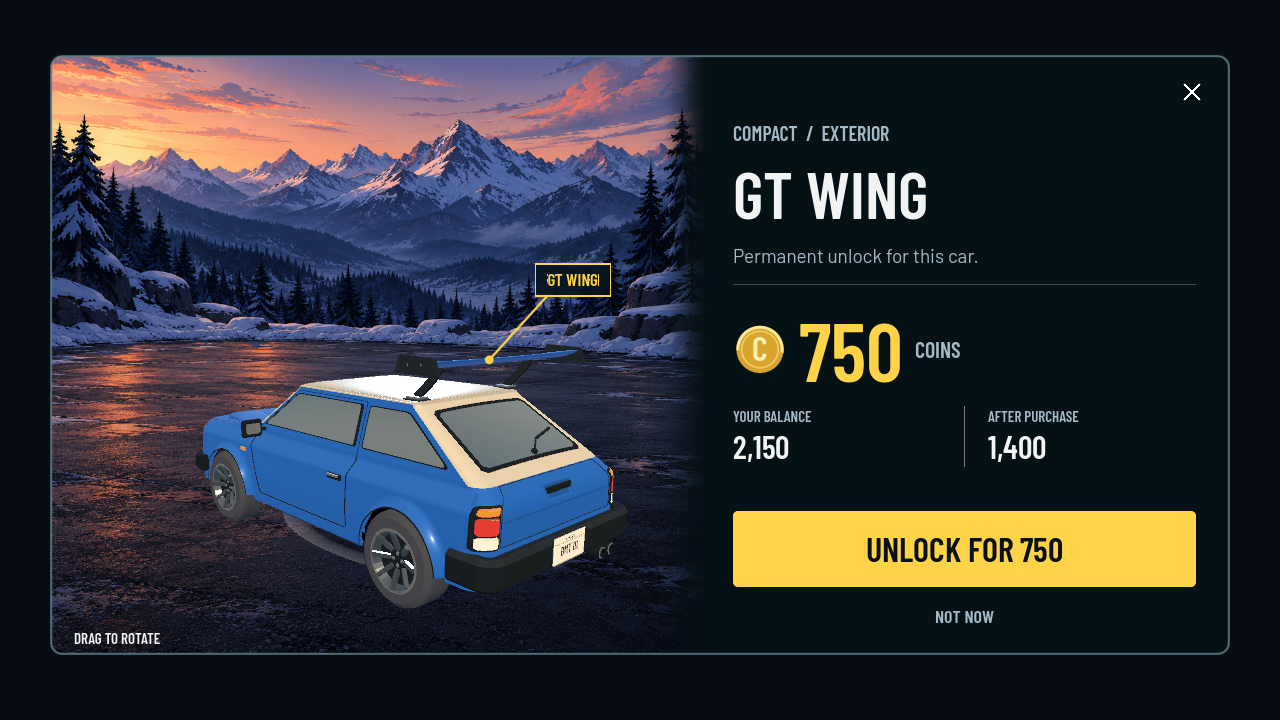 COMPACT / EXTERIOR
GT WING
Permanent unlock for this car.
GT WING
C 750 COINS
YOUR BALANCE
2,150
AFTER PURCHASE
1,400
UNLOCK FOR 750
NOT NOW
DRAG TO ROTATE